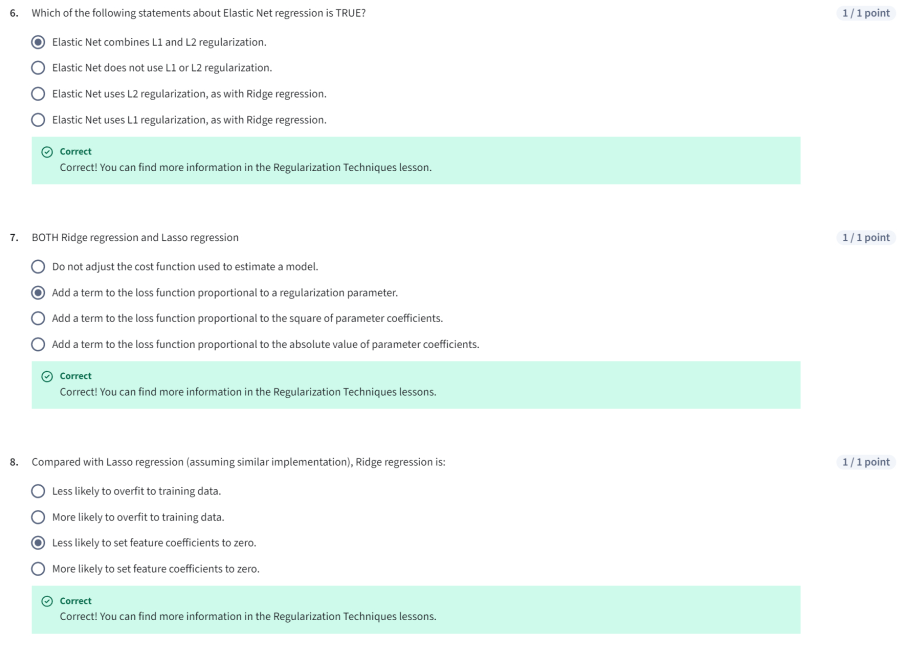 6. Which of the following statements about Elastic Net regression is TRUE? 1 / 1 point
Elastic Net combines L1 and L2 regularization.
Elastic Net does not use L1 or L2 regularization.
Elastic Net uses L2 regularization, as with Ridge regression.
Elastic Net uses L1 regularization, as with Ridge regression.
Correct
Correct! You can find more information in the Regularization Techniques lesson.
7. BOTH Ridge regression and Lasso regression 1 / 1 point
Do not adjust the cost function used to estimate a model.
Add a term to the loss function proportional to a regularization parameter.
Add a term to the loss function proportional to the square of parameter coefficients.
Add a term to the loss function proportional to the absolute value of parameter coefficients.
Correct
Correct! You can find more information in the Regularization Techniques lessons.
8. Compared with Lasso regression (assuming similar implementation), Ridge regression is: 1 / 1 point
Less likely to overfit to training data.
More likely to overfit to training data.
Less likely to set feature coefficients to zero.
More likely to set feature coefficients to zero.
Correct
Correct! You can find more information in the Regularization Techniques lessons.